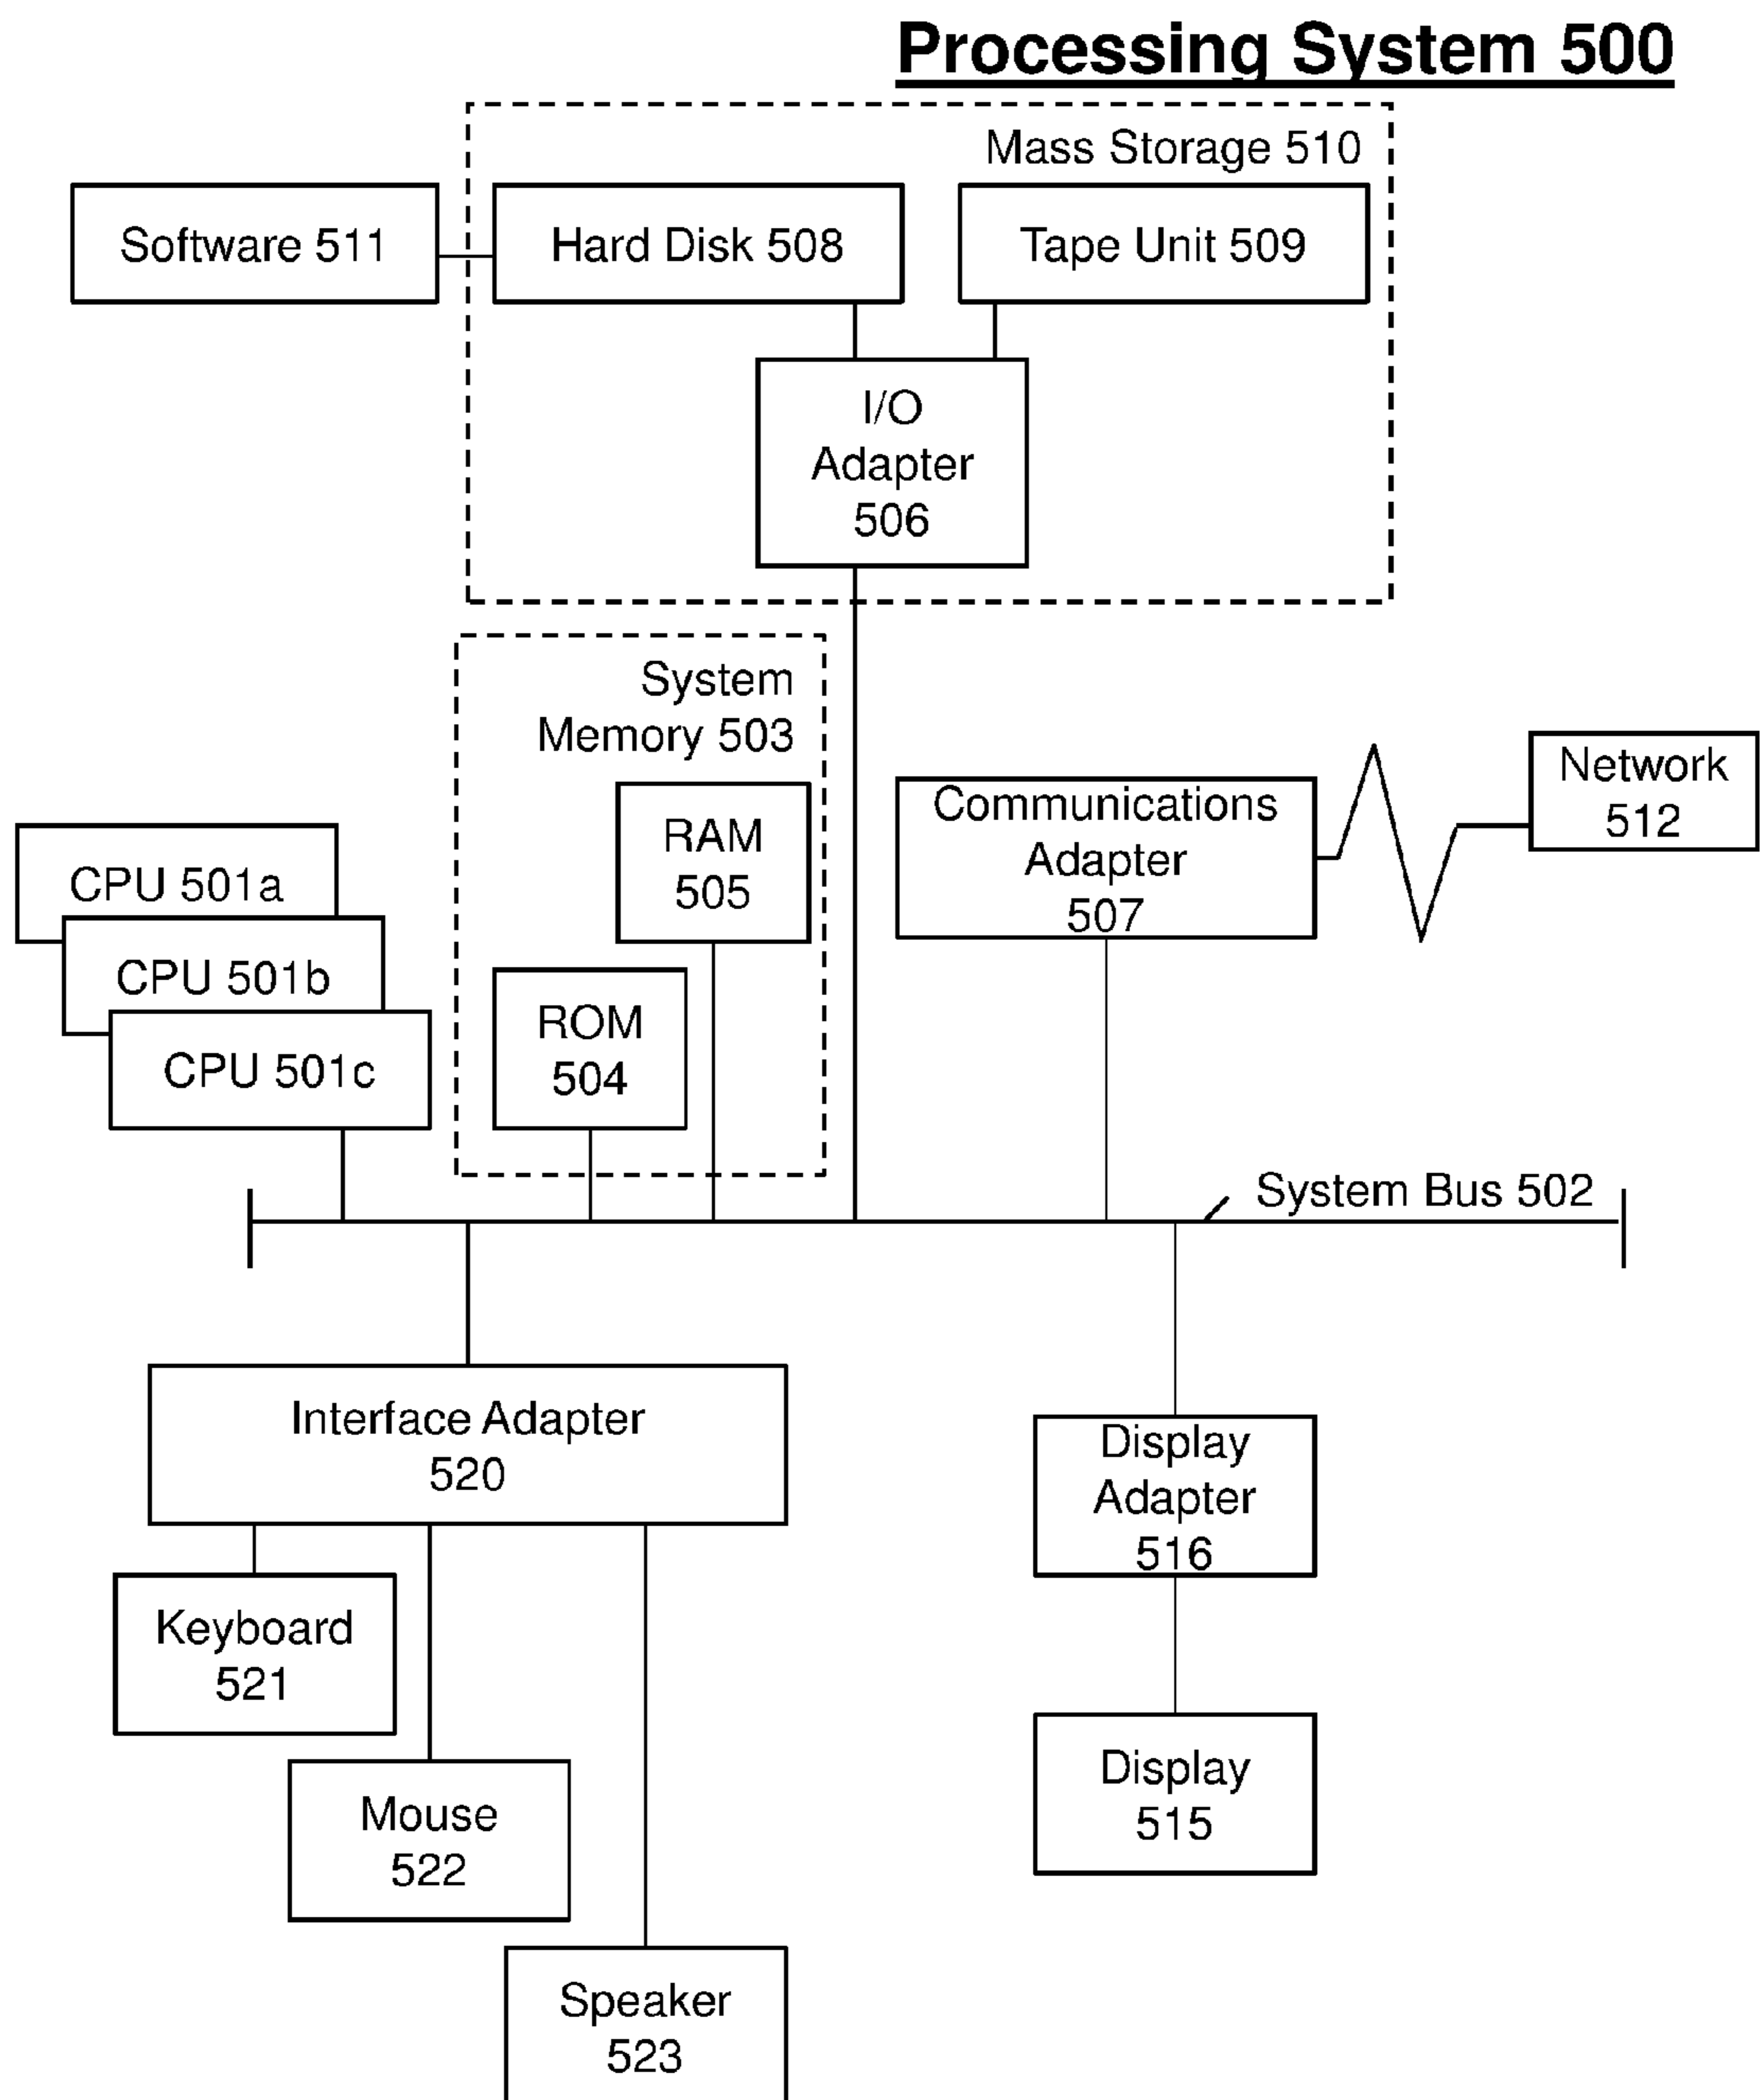 Processing System 500
Mass Storage 510
Software 511
Hard Disk 508
Tape Unit 509
I/O
Adapter
506
System
Memory 503
RAM
505
ROM
504
Communications
Adapter
507
Network
512
CPU 501a
CPU 501b
CPU 501c
System Bus 502
Interface Adapter
520
Display
Adapter
516
Keyboard
521
Mouse
522
Display
515
Speaker
523